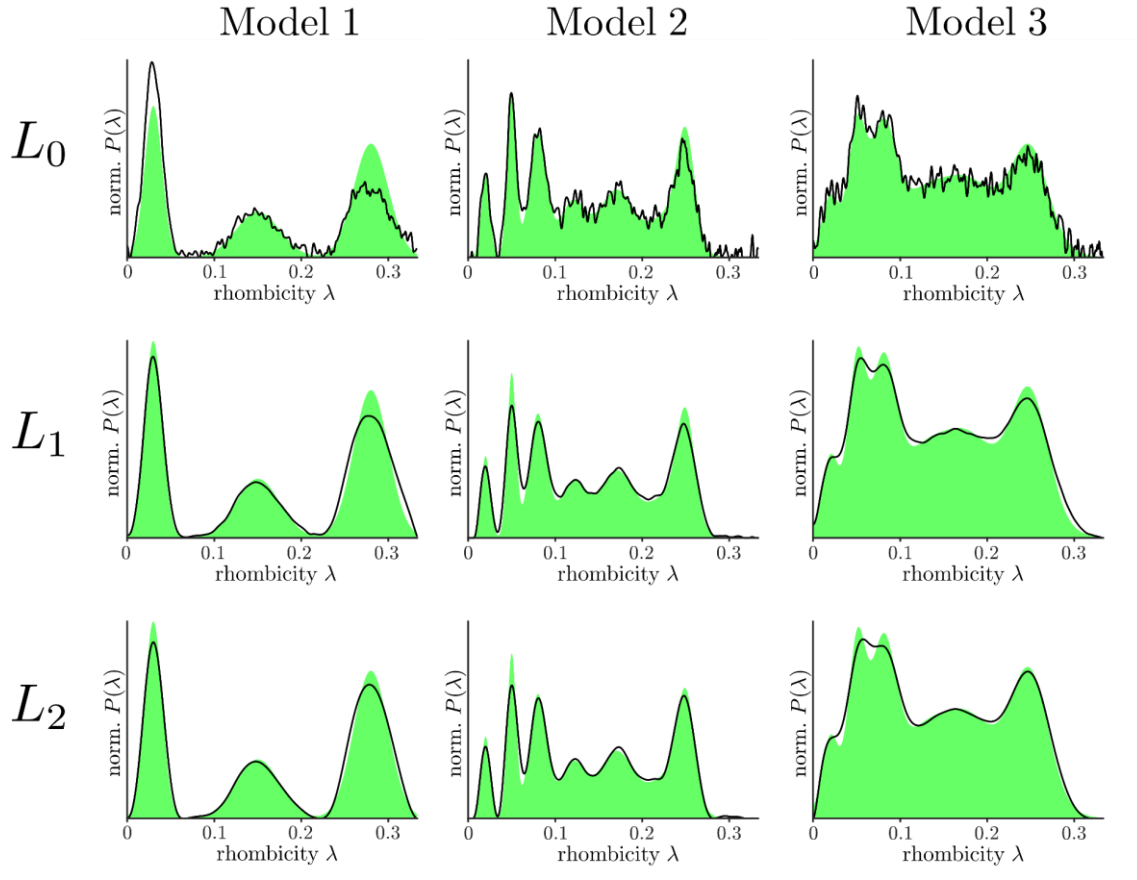 Model 1 Model 2 Model 3
L₀
norm. P(λ) norm. P(λ) norm. P(λ)
0 0.1 0.2 0.3 0 0.1 0.2 0.3 0 0.1 0.2 0.3
rhombicity λ rhombicity λ rhombicity λ
L₁
norm. P(λ) norm. P(λ) norm. P(λ)
0 0.1 0.2 0.3 0 0.1 0.2 0.3 0 0.1 0.2 0.3
rhombicity λ rhombicity λ rhombicity λ
L₂
norm. P(λ) norm. P(λ) norm. P(λ)
0 0.1 0.2 0.3 0 0.1 0.2 0.3 0 0.1 0.2 0.3
rhombicity λ rhombicity λ rhombicity λ